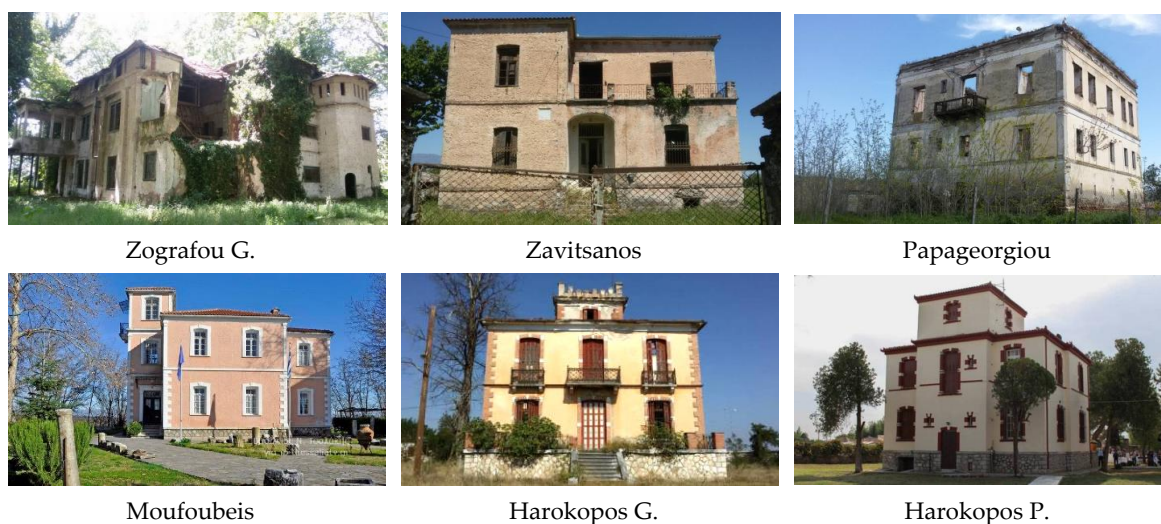 Zografou G.
Zavitsanos
Papageorgiou
Moufoubeis
Harokopos G.
Harokopos P.